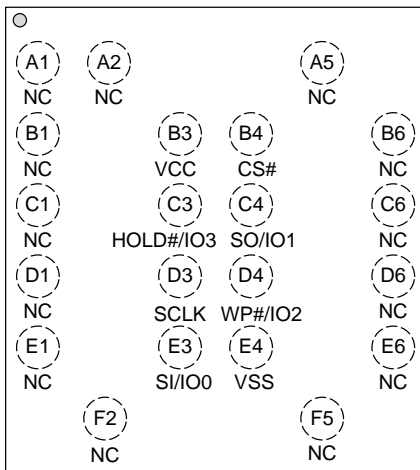 A1 A2 A5
NC NC NC
B1 B3 B4 B6
NC VCC CS# NC
C1 C3 C4 C6
NC HOLD#/IO3 SO/IO1 NC
D1 D3 D4 D6
NC SCLK WP#/IO2 NC
E1 E3 E4 E6
NC SI/IO0 VSS NC
F2 F5
NC NC